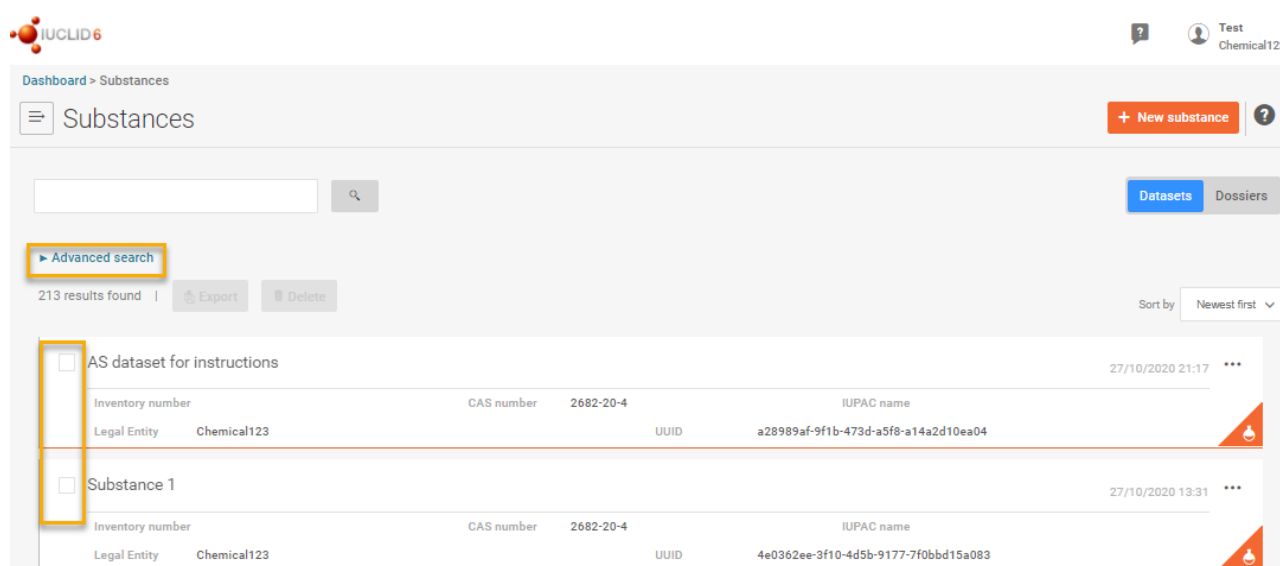 IUCLID 6
Test
Chemical12
Dashboard > Substances
Substances
+ New substance
Datasets Dossiers
Advanced search
213 results found | Export Delete
Sort by Newest first
AS dataset for instructions
27/10/2020 21:17
Inventory number CAS number 2682-20-4 IUPAC name
Legal Entity Chemical123 UUID a28989af-9f1b-473d-a5f8-a14a2d10ea04
Substance 1
27/10/2020 13:31
Inventory number CAS number 2682-20-4 IUPAC name
Legal Entity Chemical123 UUID 4e0362ee-3f10-4d5b-9177-7f0bbd15a083